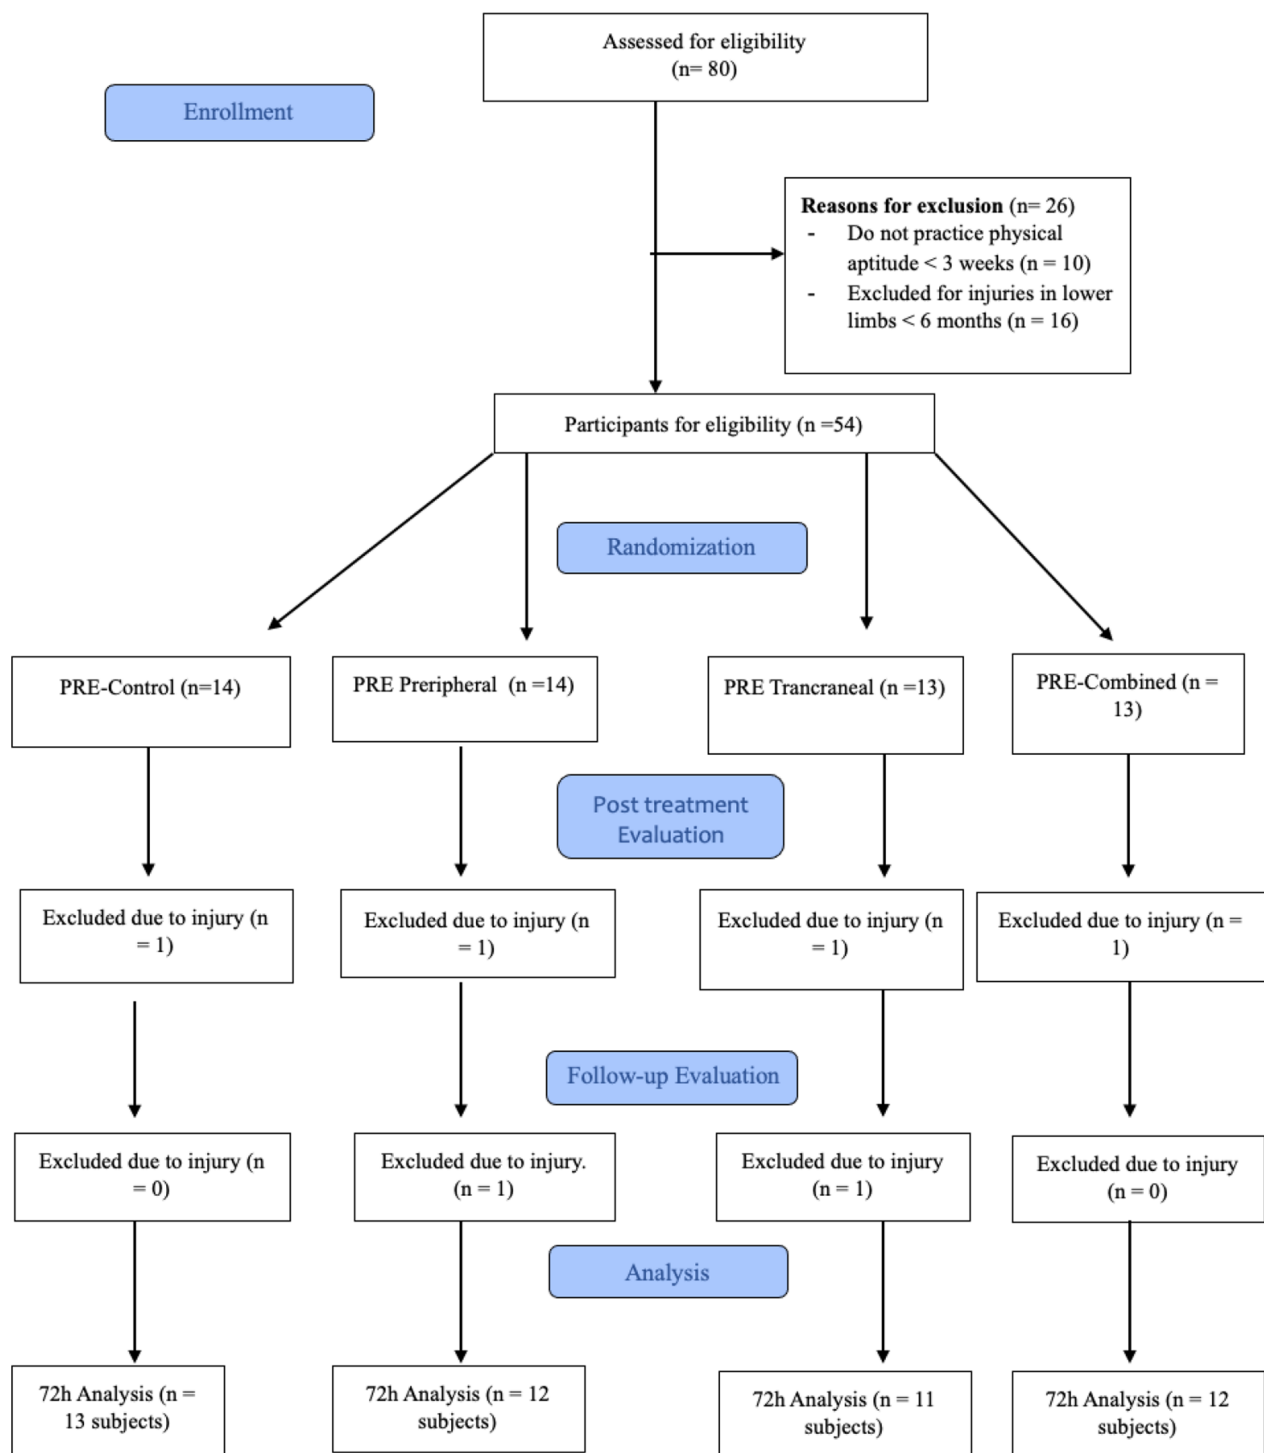 Assessed for eligibility
(n= 80)
Enrollment
Reasons for exclusion (n= 26)
- Do not practice physical
aptitude < 3 weeks (n = 10)
- Excluded for injuries in lower
limbs < 6 months (n = 16)
Participants for eligibility (n =54)
Randomization
PRE-Control (n=14)
PRE Preripheral (n =14)
PRE Trancraneal (n =13)
PRE-Combined (n =
13)
Post treatment
Evaluation
Excluded due to injury (n
= 1)
Excluded due to injury (n
= 1)
Excluded due to injury (n
= 1)
Excluded due to injury (n =
1)
Follow-up Evaluation
Excluded due to injury (n
= 0)
Excluded due to injury.
(n = 1)
Excluded due to injury
(n = 1)
Excluded due to injury
(n = 0)
Analysis
72h Analysis (n =
13 subjects)
72h Analysis (n = 12
subjects)
72h Analysis (n = 11
subjects)
72h Analysis (n = 12
subjects)